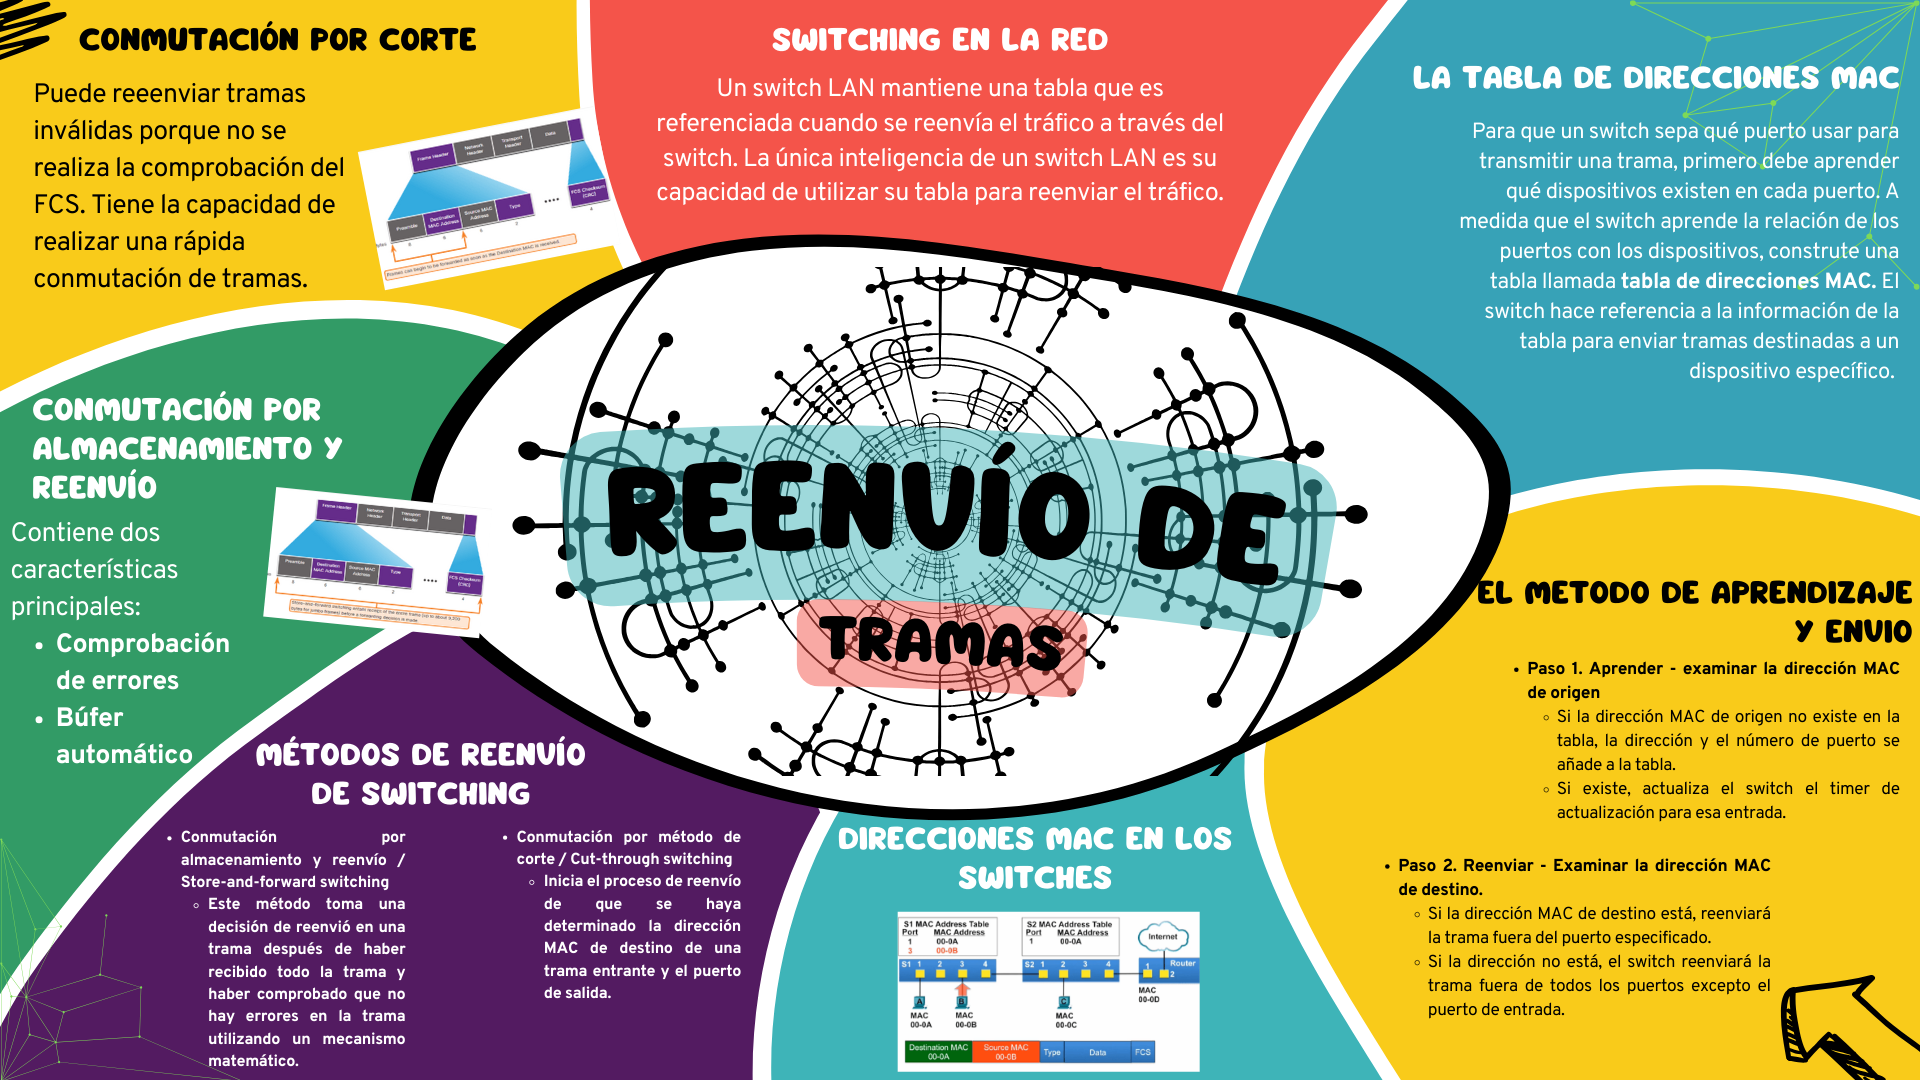 CONMUTACIÓN POR CORTE
Puede reeenviar tramas
inválidas porque no se
realiza la comprobación del
FCS. Tiene la capacidad de
realizar una rápida
conmutación de tramas.
Frame Header
Network Header
Transport Header
Data
Preamble
Destination MAC Address
Source MAC Address
Type
FCS Checksum (CRC)
Frames can begin to be forwarded as soon as the Destination MAC is received.
SWITCHING EN LA RED
Un switch LAN mantiene una tabla que es
referenciada cuando se reenvía el tráfico a través del
switch. La única inteligencia de un switch LAN es su
capacidad de utilizar su tabla para reenviar el tráfico.
LA TABLA DE DIRECCIONES MAC
Para que un switch sepa qué puerto usar para
transmitir una trama, primero debe aprender
qué dispositivos existen en cada puerto. A
medida que el switch aprende la relación de los
puertos con los dispositivos, construte una
tabla llamada tabla de direcciones MAC. El
switch hace referencia a la información de la
tabla para enviar tramas destinadas a un
dispositivo específico.
CONMUTACIÓN POR
ALMACENAMIENTO Y
REENVÍO
Contiene dos
características
principales:
• Comprobación
de errores
• Búfer
automático
Frame Header
Network Header
Transport Header
Data
Preamble
Destination MAC Address
Source MAC Address
Type
FCS Checksum (CRC)
REENVÍO DE
TRAMAS
EL METODO DE APRENDIZAJE
Y ENVIO
• Paso 1. Aprender - examinar la dirección MAC
de origen
◦ Si la dirección MAC de origen no existe en la
tabla, la dirección y el número de puerto se
añade a la tabla.
◦ Si existe, actualiza el switch el timer de
actualización para esa entrada.
• Paso 2. Reenviar - Examinar la dirección MAC
de destino.
◦ Si la dirección MAC de destino está, reenviará
la trama fuera del puerto especificado.
◦ Si la dirección no está, el switch reenviará la
trama fuera de todos los puertos excepto el
puerto de entrada.
MÉTODOS DE REENVÍO
DE SWITCHING
• Conmutación por
almacenamiento y reenvío /
Store-and-forward switching
◦ Este método toma una
decisión de reenvió en una
trama después de haber
recibido todo la trama y
haber comprobado que no
hay errores en la trama
utilizando un mecanismo
matemático.
• Conmutación por método de
corte / Cut-through switching
◦ Inicia el proceso de reenvío
de que se haya
determinado la dirección
MAC de destino de una
trama entrante y el puerto
de salida.
DIRECCIONES MAC EN LOS
SWITCHES
S1 MAC Address Table
Port MAC Address
1 00-0A
3 00-0B
S2 MAC Address Table
Port MAC Address
1 00-0A
Internet
S1 1 2 3 4
S2 1 2 3 4
1 Router
2
A B C
MAC
00-0A
MAC
00-0B
MAC
00-0C
MAC
00-0D
Destination MAC
00-0A
Source MAC
00-0B
Type
Data
FCS